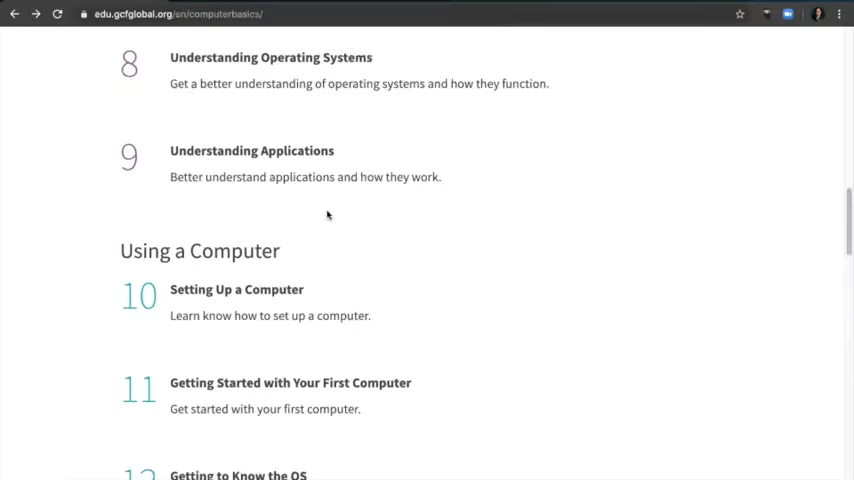 edu.gcfglobal.org/en/computerbasics/
8 Understanding Operating Systems
Get a better understanding of operating systems and how they function.
9 Understanding Applications
Better understand applications and how they work.
Using a Computer
10 Setting Up a Computer
Learn know how to set up a computer.
11 Getting Started with Your First Computer
Get started with your first computer.
12 Getting to Know the OS